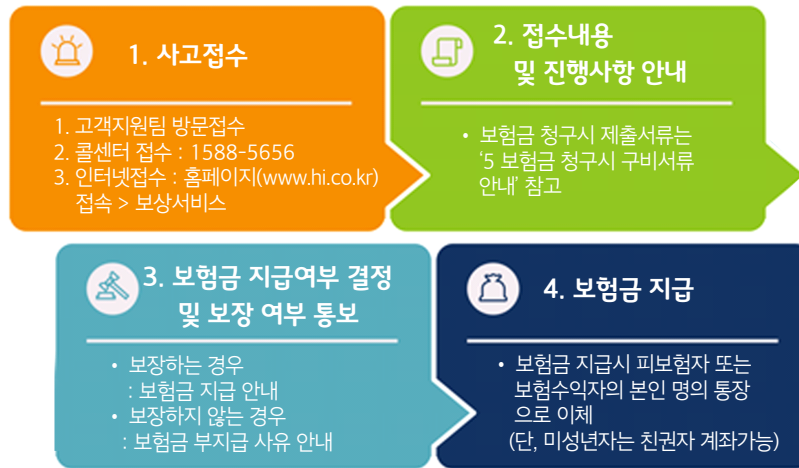 1. 사고접수
1. 고객지원팀 방문접수
2. 콜센터 접수 : 1588-5656
3. 인터넷접수 : 홈페이지(www.hi.co.kr)
접속 > 보상서비스
2. 접수내용
및 진행사항 안내
• 보험금 청구시 제출서류는
‘5 보험금 청구시 구비서류
안내’ 참고
3. 보험금 지급여부 결정
및 보장 여부 통보
• 보장하는 경우
: 보험금 지급 안내
• 보장하지 않는 경우
: 보험금 부지급 사유 안내
4. 보험금 지급
• 보험금 지급시 피보험자 또는
보험수익자의 본인 명의 통장
으로 이체
(단, 미성년자는 친권자 계좌가능)